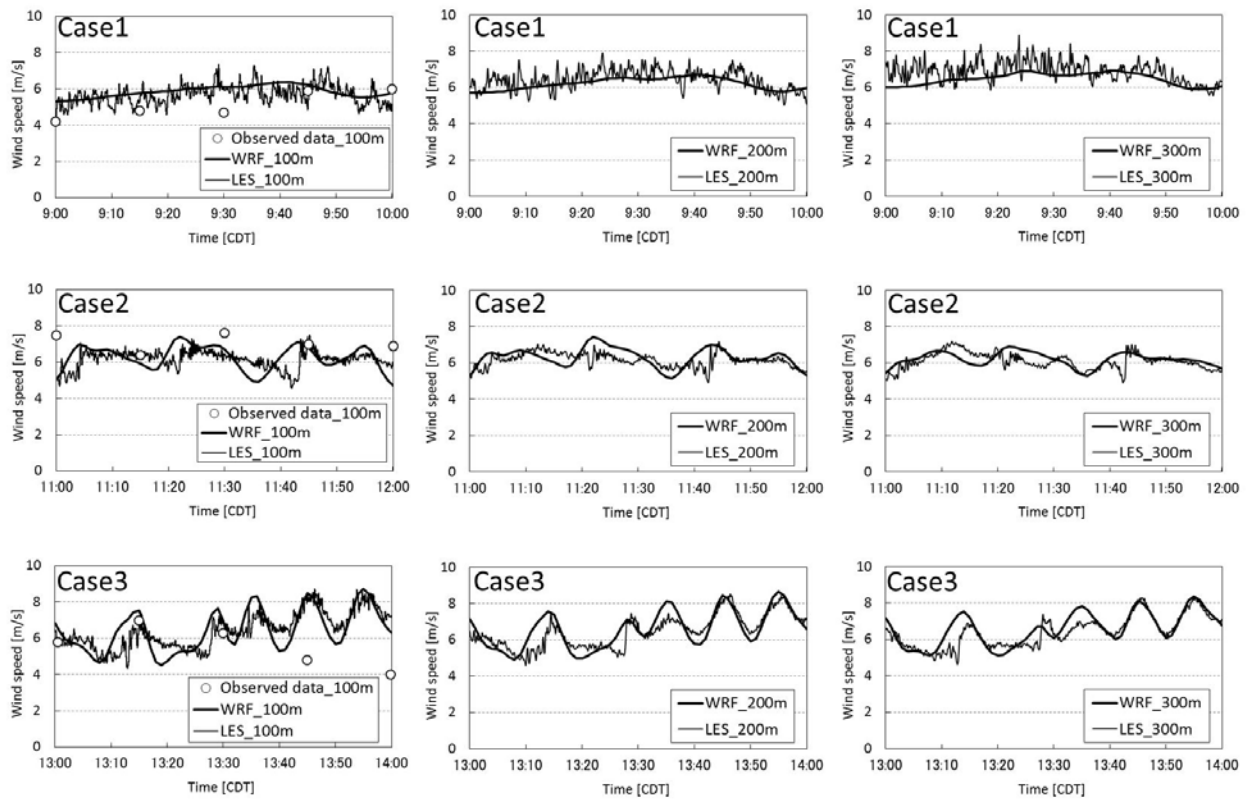 Case1
Wind speed [m/s]
10
8
6
4
2
0
Observed data_100m
WRF_100m
LES_100m
9:00 9:10 9:20 9:30 9:40 9:50 10:00
Time [CDT]
Case1
Wind speed [m/s]
10
8
6
4
2
0
WRF_200m
LES_200m
9:00 9:10 9:20 9:30 9:40 9:50 10:00
Time [CDT]
Case1
Wind speed [m/s]
10
8
6
4
2
0
WRF_300m
LES_300m
9:00 9:10 9:20 9:30 9:40 9:50 10:00
Time [CDT]
Case2
Wind speed [m/s]
10
8
6
4
2
0
Observed data_100m
WRF_100m
LES_100m
11:00 11:10 11:20 11:30 11:40 11:50 12:00
Time [CDT]
Case2
Wind speed [m/s]
10
8
6
4
2
0
WRF_200m
LES_200m
11:00 11:10 11:20 11:30 11:40 11:50 12:00
Time [CDT]
Case2
Wind speed [m/s]
10
8
6
4
2
0
WRF_300m
LES_300m
11:00 11:10 11:20 11:30 11:40 11:50 12:00
Time [CDT]
Case3
Wind speed [m/s]
10
8
6
4
2
0
Observed data_100m
WRF_100m
LES_100m
13:00 13:10 13:20 13:30 13:40 13:50 14:00
Time [CDT]
Case3
Wind speed [m/s]
10
8
6
4
2
0
WRF_200m
LES_200m
13:00 13:10 13:20 13:30 13:40 13:50 14:00
Time [CDT]
Case3
Wind speed [m/s]
10
8
6
4
2
0
WRF_300m
LES_300m
13:00 13:10 13:20 13:30 13:40 13:50 14:00
Time [CDT]